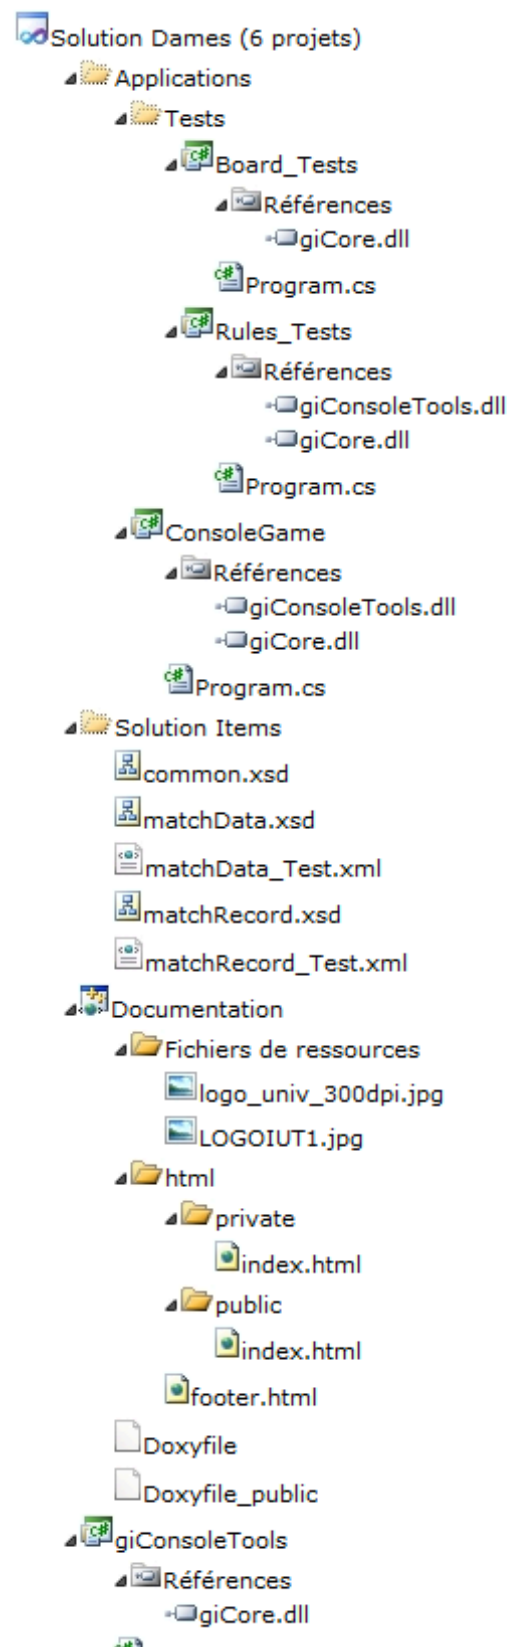 Solution Dames (6 projets)
Applications
Tests
Board_Tests
Références
giCore.dll
Program.cs
Rules_Tests
Références
giConsoleTools.dll
giCore.dll
Program.cs
ConsoleGame
Références
giConsoleTools.dll
giCore.dll
Program.cs
Solution Items
common.xsd
matchData.xsd
matchData_Test.xml
matchRecord.xsd
matchRecord_Test.xml
Documentation
Fichiers de ressources
logo_univ_300dpi.jpg
LOGOIUT1.jpg
html
private
index.html
public
index.html
footer.html
Doxyfile
Doxyfile_public
giConsoleTools
Références
giCore.dll